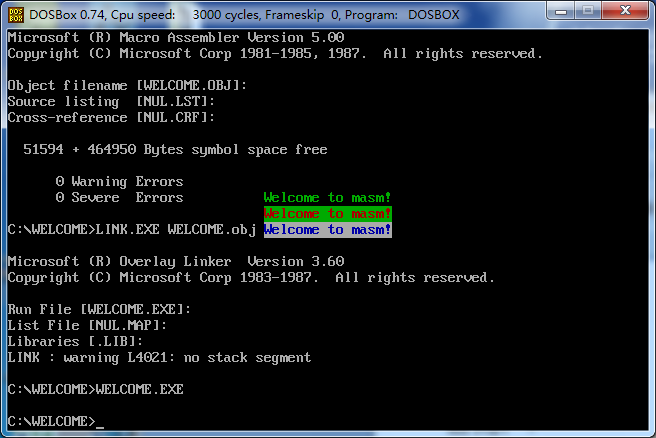 DOS
BOX
DOSBox 0.74, Cpu speed:    3000 cycles, Frameskip  0, Program:   DOSBOX
Microsoft (R) Macro Assembler Version 5.00
Copyright (C) Microsoft Corp 1981-1985, 1987.  All rights reserved.
Object filename [WELCOME.OBJ]:
Source listing  [NUL.LST]:
Cross-reference [NUL.CRF]:
  51594 + 464950 Bytes symbol space free
      0 Warning Errors
      0 Severe  Errors          Welcome to masm!
                                Welcome to masm!
C:\WELCOME>LINK.EXE WELCOME.obj Welcome to masm!
Microsoft (R) Overlay Linker  Version 3.60
Copyright (C) Microsoft Corp 1983-1987.  All rights reserved.
Run File [WELCOME.EXE]:
List File [NUL.MAP]:
Libraries [.LIB]:
LINK : warning L4021: no stack segment
C:\WELCOME>WELCOME.EXE
C:\WELCOME>_